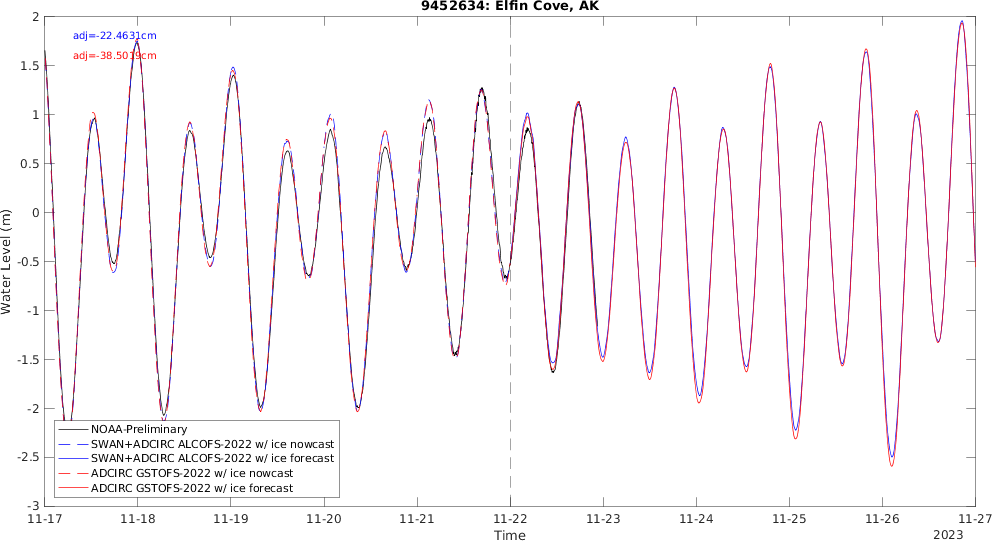 9452634: Elfin Cove, AK
adj=-22.4631cm
adj=-38.5019cm
2
1.5
1
0.5
0
-0.5
-1
-1.5
-2
-2.5
-3
Water Level (m)
NOAA-Preliminary
SWAN+ADCIRC ALCOFS-2022 w/ ice nowcast
SWAN+ADCIRC ALCOFS-2022 w/ ice forecast
ADCIRC GSTOFS-2022 w/ ice nowcast
ADCIRC GSTOFS-2022 w/ ice forecast
11-17 11-18 11-19 11-20 11-21 11-22 11-23 11-24 11-25 11-26 11-27
Time
2023